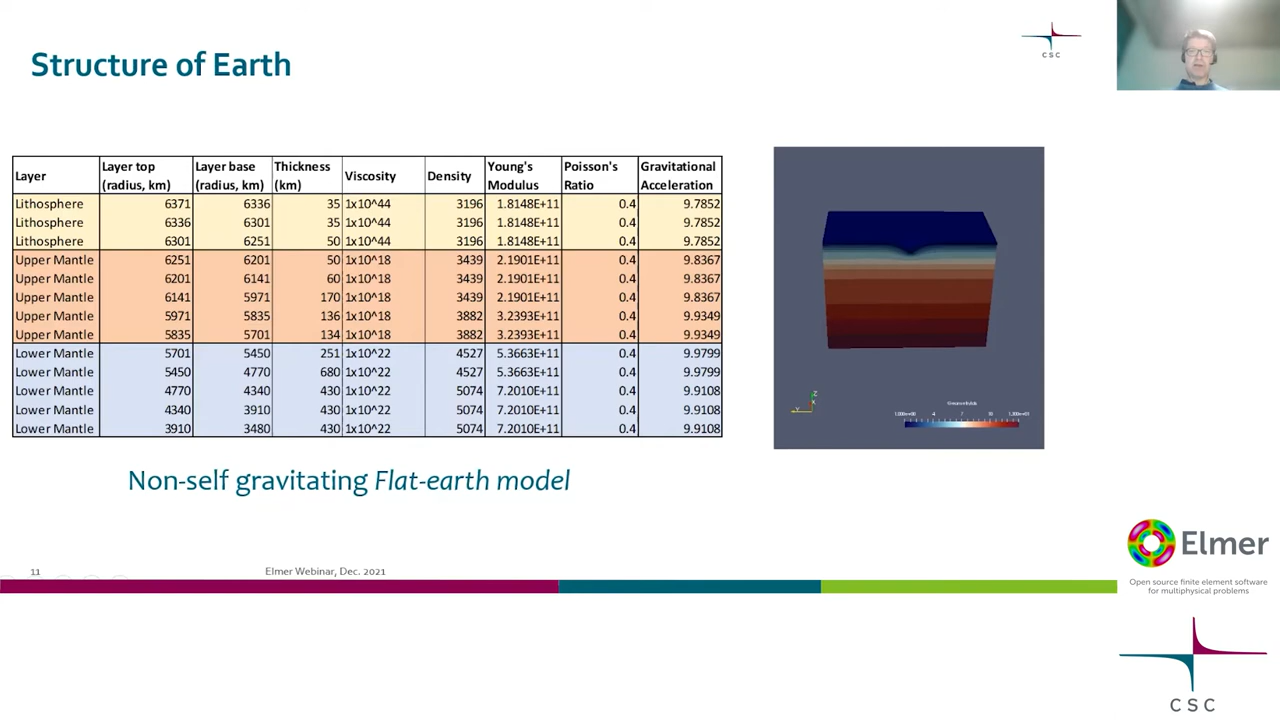 Structure of Earth
CSC
Layer Layer top (radius, km) Layer base (radius, km) Thickness (km) Viscosity Density Young's Modulus Poisson's Ratio Gravitational Acceleration
Lithosphere 6371 6336 35 1x10^44 3196 1.8148E+11 0.4 9.7852
Lithosphere 6336 6301 35 1x10^44 3196 1.8148E+11 0.4 9.7852
Lithosphere 6301 6251 50 1x10^44 3196 1.8148E+11 0.4 9.7852
Upper Mantle 6251 6201 50 1x10^18 3439 2.1901E+11 0.4 9.8367
Upper Mantle 6201 6141 60 1x10^18 3439 2.1901E+11 0.4 9.8367
Upper Mantle 6141 5971 170 1x10^18 3439 2.1901E+11 0.4 9.8367
Upper Mantle 5971 5835 136 1x10^18 3882 3.2393E+11 0.4 9.9349
Upper Mantle 5835 5701 134 1x10^18 3882 3.2393E+11 0.4 9.9349
Lower Mantle 5701 5450 251 1x10^22 4527 5.3663E+11 0.4 9.9799
Lower Mantle 5450 4770 680 1x10^22 4527 5.3663E+11 0.4 9.9799
Lower Mantle 4770 4340 430 1x10^22 5074 7.2010E+11 0.4 9.9108
Lower Mantle 4340 3910 430 1x10^22 5074 7.2010E+11 0.4 9.9108
Lower Mantle 3910 3480 430 1x10^22 5074 7.2010E+11 0.4 9.9108
Non-self gravitating Flat-earth model
Elmer
Open source finite element software
for multiphysical problems
11 Elmer Webinar, Dec. 2021
CSC